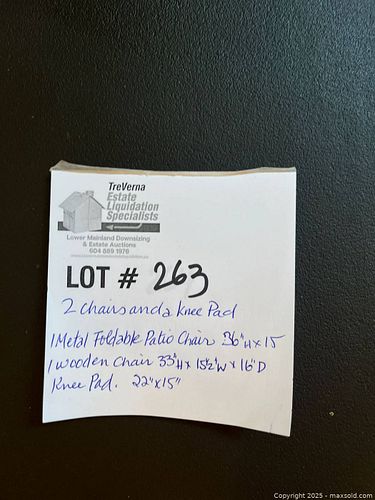 TreVerna
Estate
Liquidation
Specialists
Lower Mainland Downsizing
& Estate Auctions
604 889 1976
LOT # 263
2 Chairs and a Knee Pad
1 Metal Foldable Patio Chair 36"H x 15
1 wooden Chair 33"H x 15½"W x 16"D
Knee Pad. 22"x15"
Copyright 2025 - maxsold.com